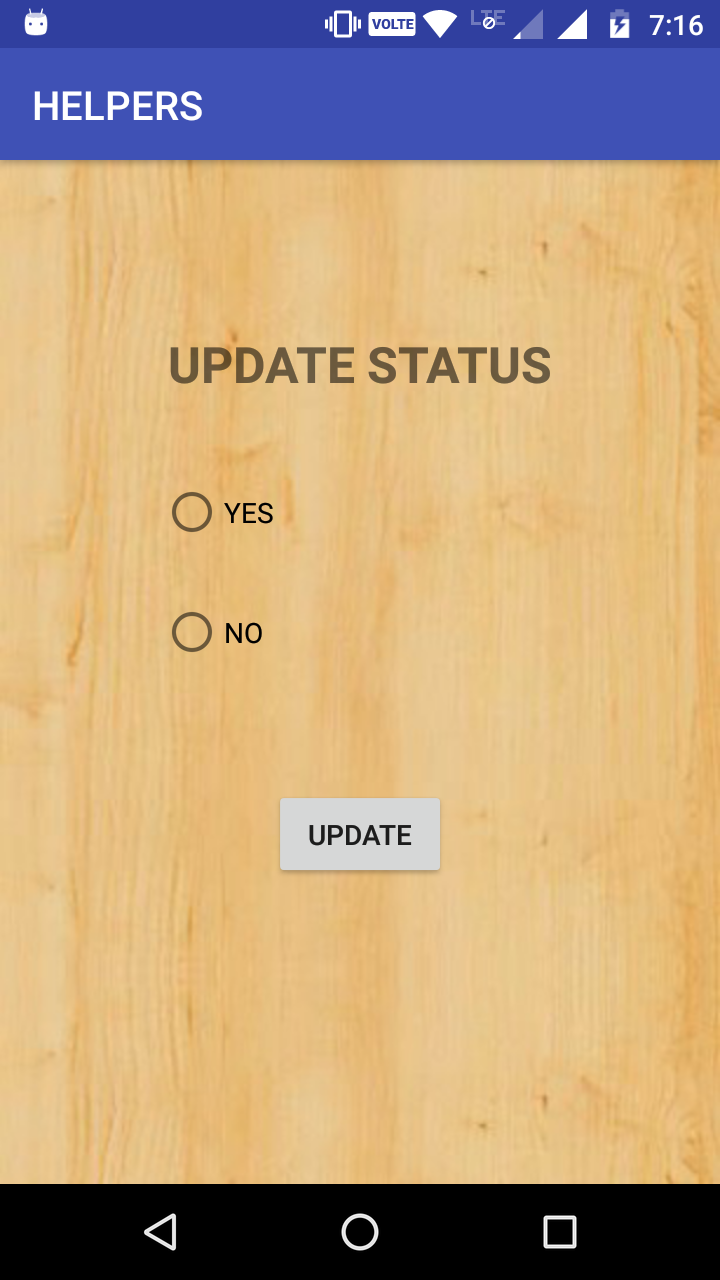 VOLTE LTE 7:16
HELPERS
UPDATE STATUS
YES
NO
UPDATE